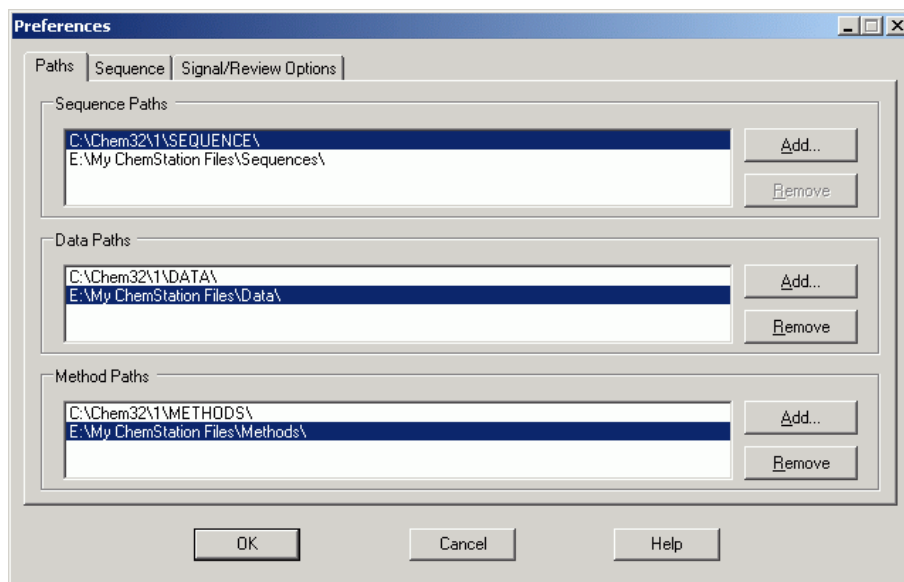 Preferences
Paths
Sequence
Signal/Review Options
Sequence Paths
C:\Chem32\1\SEQUENCE\
E:\My ChemStation Files\Sequences\
Add...
Remove
Data Paths
C:\Chem32\1\DATA\
E:\My ChemStation Files\Data\
Add...
Remove
Method Paths
C:\Chem32\1\METHODS\
E:\My ChemStation Files\Methods\
Add...
Remove
OK
Cancel
Help